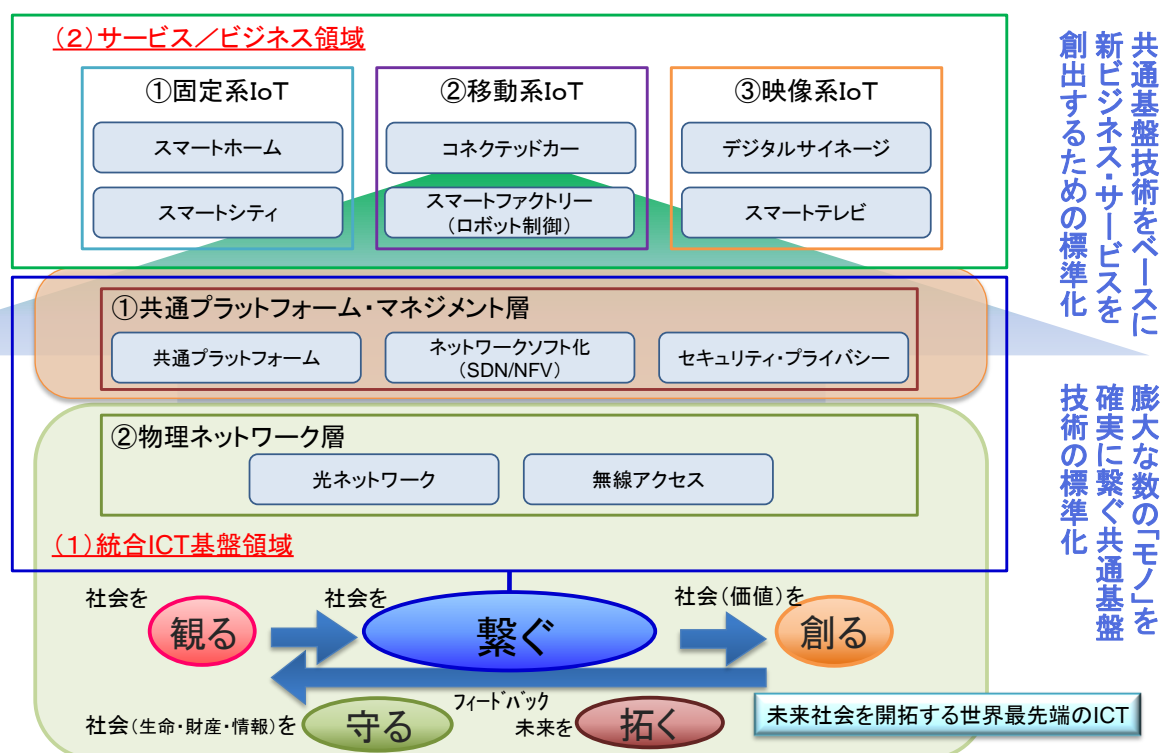 (2)サービス/ビジネス領域
①固定系IoT
スマートホーム
スマートシティ
②移動系IoT
コネクテッドカー
スマートファクトリー
(ロボット制御)
③映像系IoT
デジタルサイネージ
スマートテレビ
共通基盤技術をベースに
新ビジネス・サービスを
創出するための標準化
①共通プラットフォーム・マネジメント層
共通プラットフォーム
ネットワークソフト化
(SDN/NFV)
セキュリティ・プライバシー
②物理ネットワーク層
光ネットワーク
無線アクセス
(1)統合ICT基盤領域
膨大な数の「モノ」を
確実に繋ぐ共通基盤
技術の標準化
社会を
観る
社会を
繋ぐ
社会(価値)を
創る
フィードバック
社会(生命・財産・情報)を
守る
未来を
拓く
未来社会を開拓する世界最先端のICT